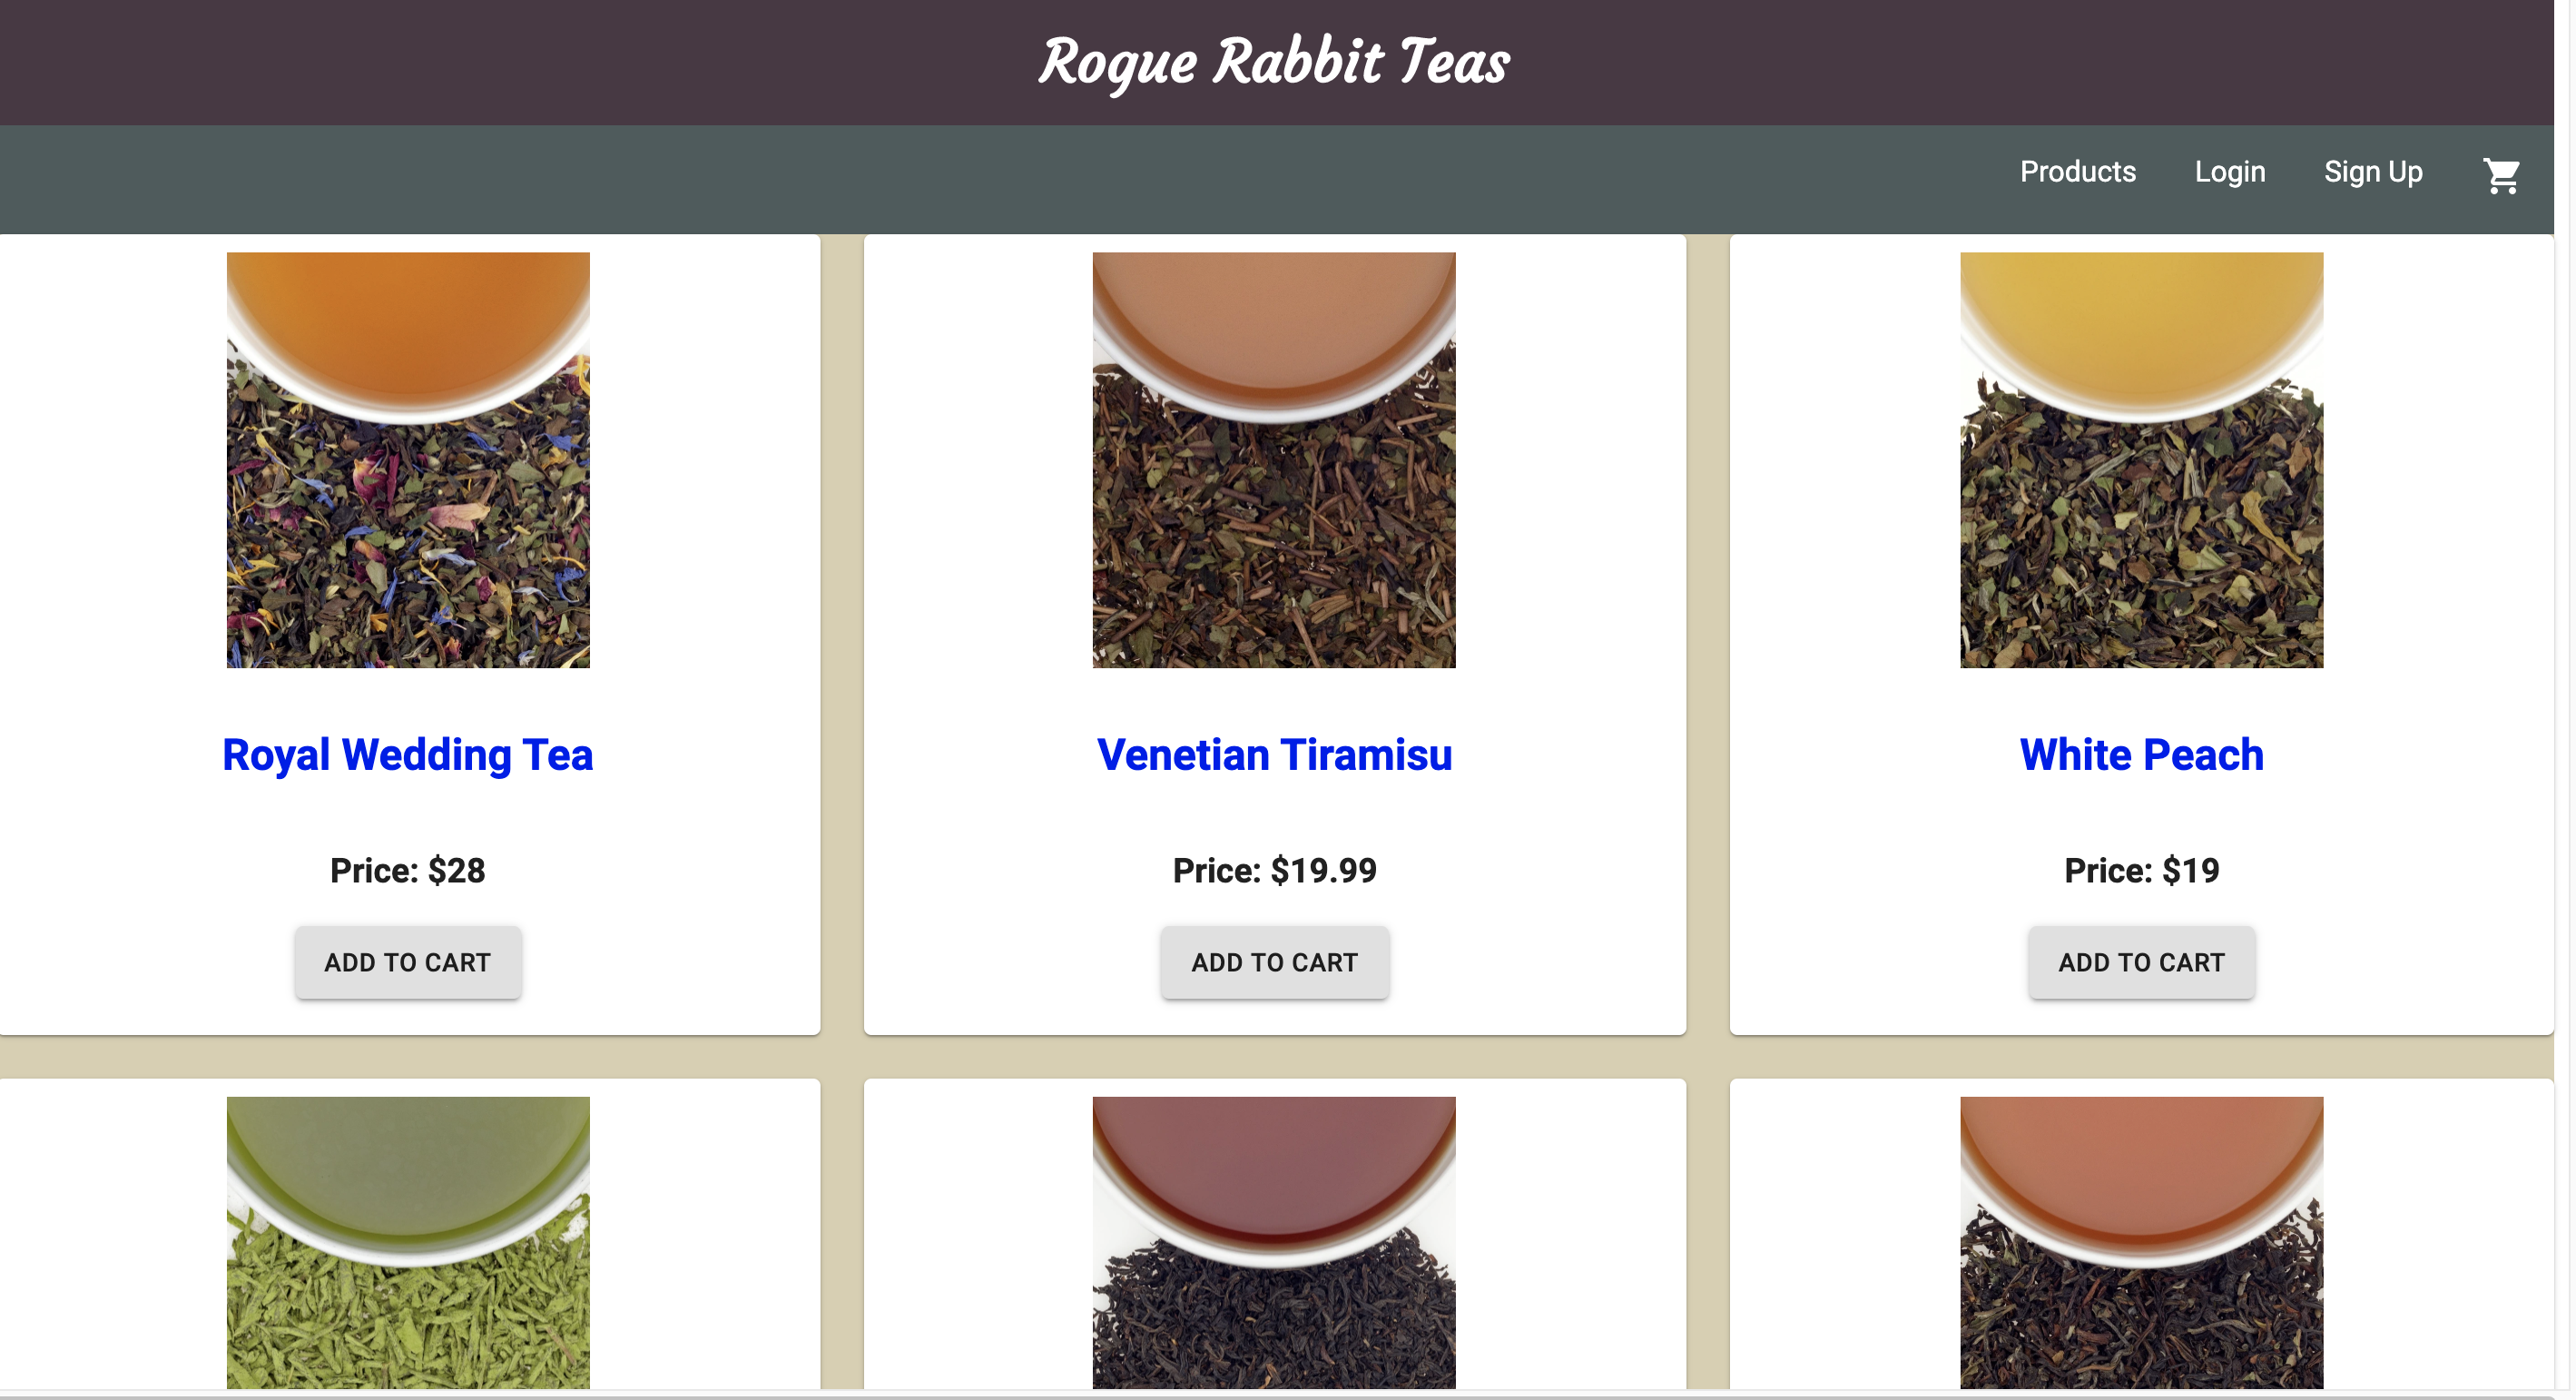 Rogue Rabbit Teas
Products Login Sign Up
Royal Wedding Tea
Price: $28
ADD TO CART
Venetian Tiramisu
Price: $19.99
ADD TO CART
White Peach
Price: $19
ADD TO CART